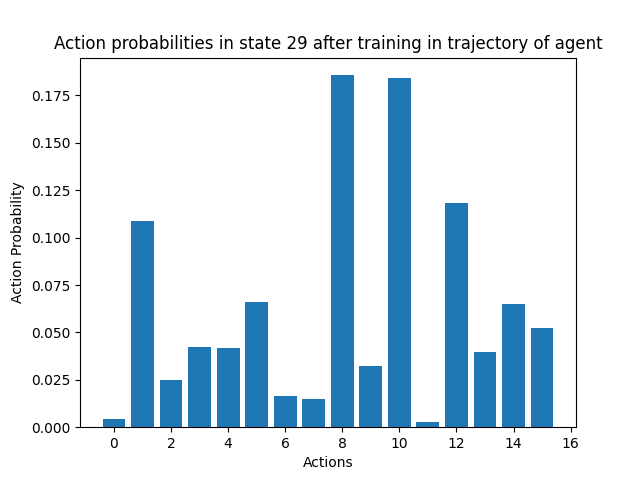 Action probabilities in state 29 after training in trajectory of agent
0.175
0.150
0.125
0.100
0.075
0.050
0.025
0.000
Action Probability
0 2 4 6 8 10 12 14 16
Actions